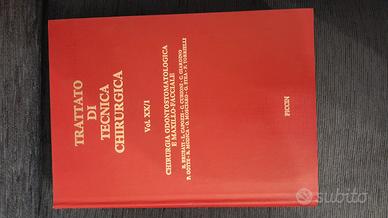 TRATTATO
DI
TECNICA
CHIRURGICA
Vol. XX/1
CHIRURGIA ODONTOSTOMATOLOGICA
E MAXILLO-FACCIALE
PICCIN
subito